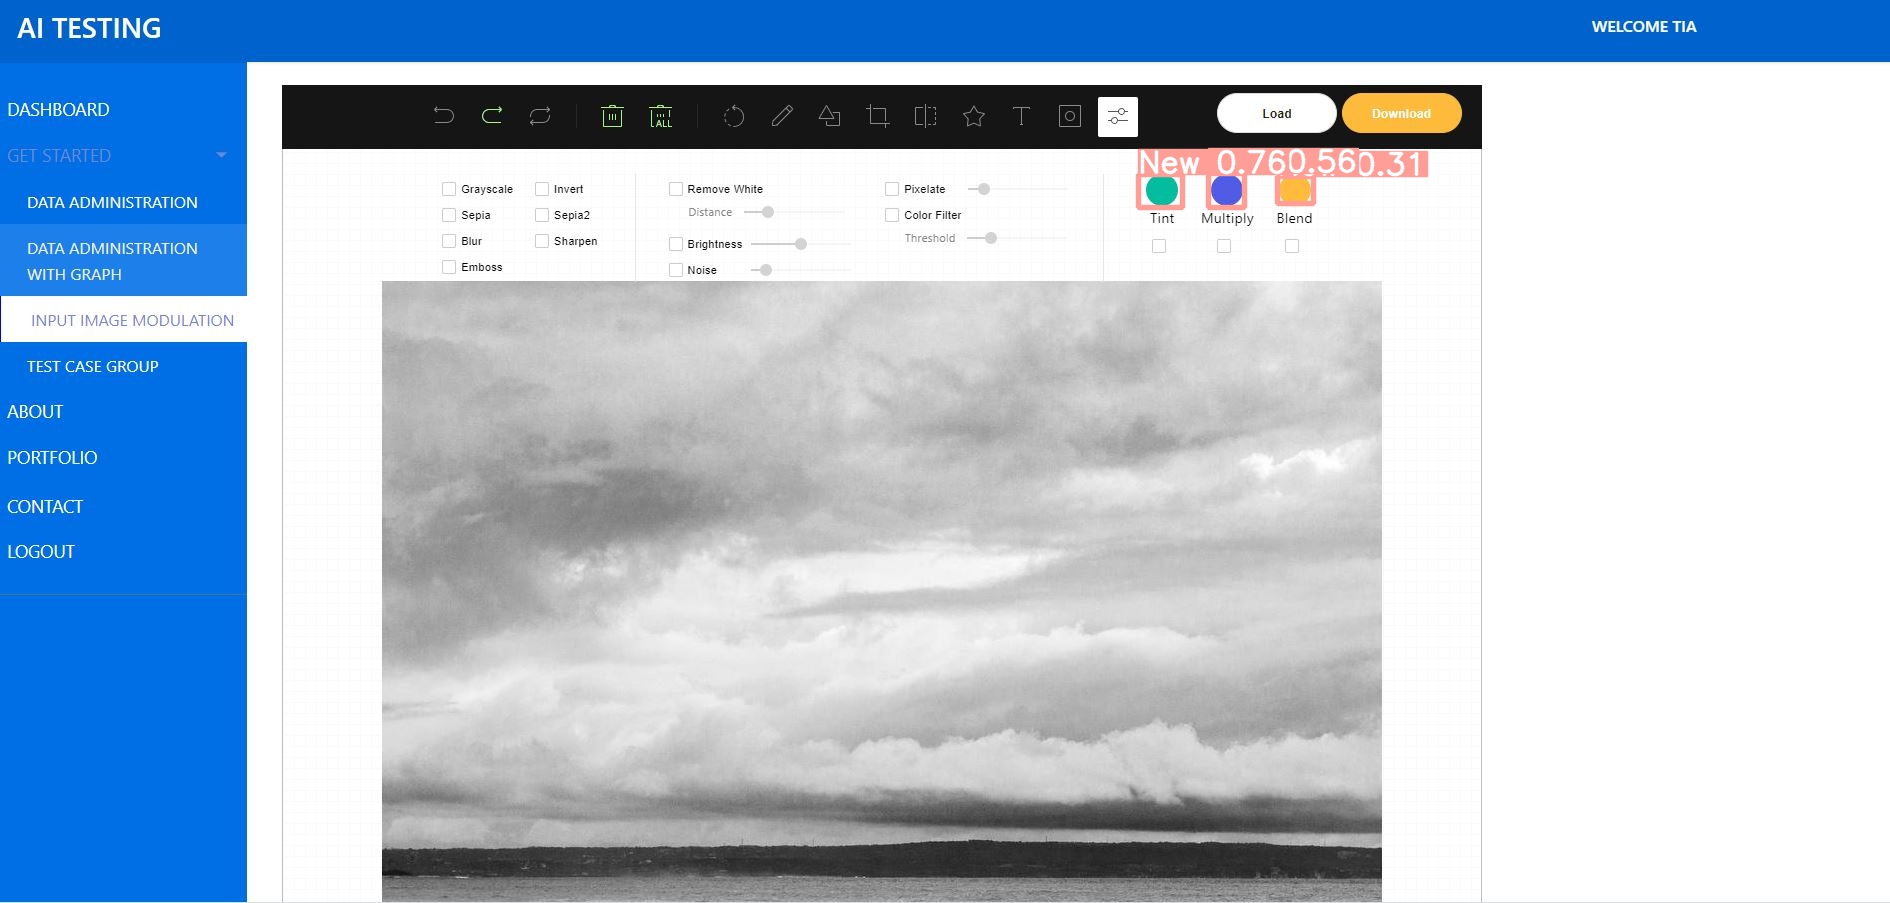 AI TESTING
WELCOME TIA
DASHBOARD
GET STARTED
DATA ADMINISTRATION
DATA ADMINISTRATION
WITH GRAPH
INPUT IMAGE MODULATION
TEST CASE GROUP
ABOUT
PORTFOLIO
CONTACT
LOGOUT
ALL
T
Load
Download
New 0.760.560.31
Grayscale
Invert
Sepia
Sepia2
Blur
Sharpen
Emboss
Remove White
Distance
Brightness
Noise
Pixelate
Color Filter
Threshold
Tint
Multiply
Blend